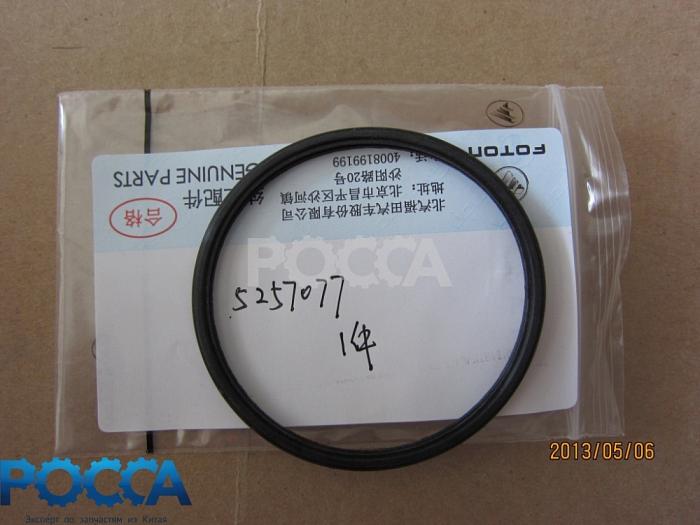 FOTON
GENUINE PARTS
配件
合格
北汽福田汽车股份有限公司
地址：北京市昌平区沙河镇
沙阳路20号
4008199199
5257077
1件
РОССА
2013/05/06
РОССА
Эксперт по запчастям из Китая